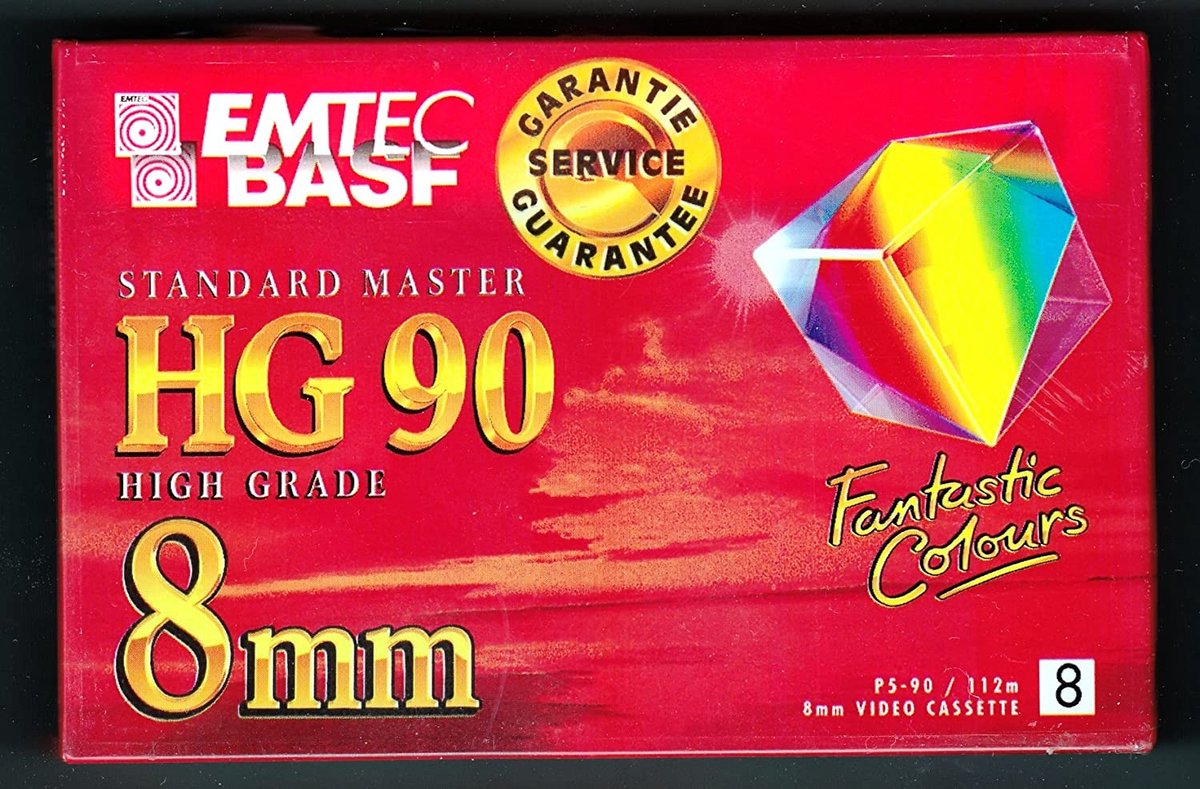 EMTEC
EMTEC
BASF
GARANTIE
SERVICE
GUARANTEE
STANDARD MASTER
HG 90
HIGH GRADE
8mm
Fantastic
Colours
P5-90 / 112m
8mm VIDEO CASSETTE
8